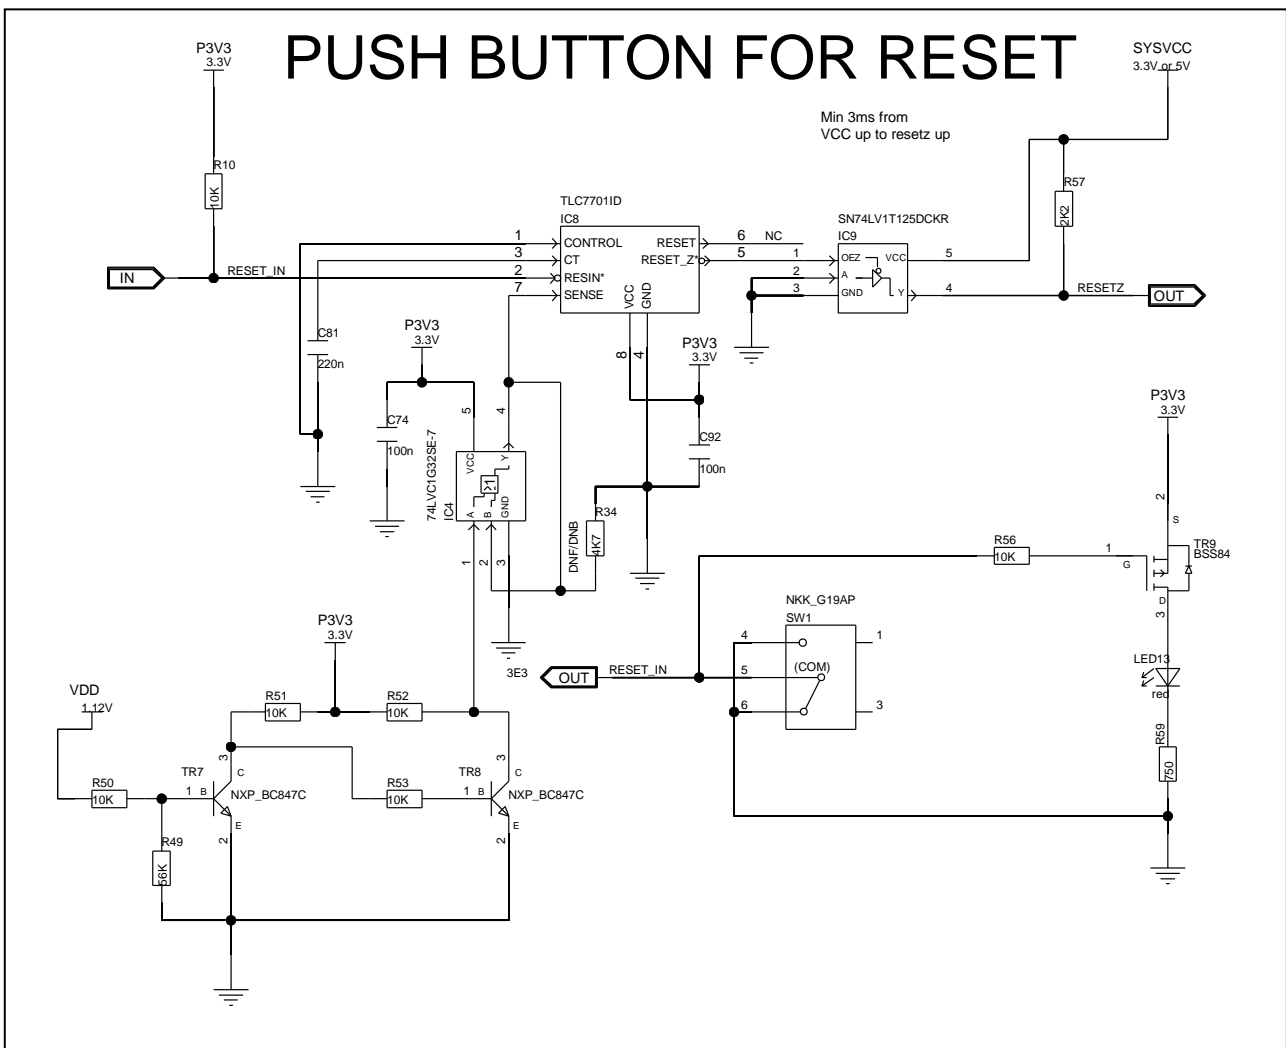 PUSH BUTTON FOR RESET
P3V3
3.3V
SYSVCC
3.3V or 5V
Min 3ms from
VCC up to resetz up
R10
10K
R57
2K2
TLC7701ID
IC8
1 CONTROL
3 CT
2 RESIN*
7 SENSE
RESET 6 NC
RESET_Z* 5
VCC
GND
8
4
SN74LV1T125DCKR
IC9
1 OEZ
2 A
3 GND
VCC 5
Y 4
RESETZ
OUT
IN
RESET_IN
C81
220n
P3V3
3.3V
C74
100n
74LVC1G32SE-7
IC4
5
4
VCC
Y
≥1
A
B
GND
1
2
3
P3V3
3.3V
C92
100n
DNF/DNB
R34
4K7
P3V3
3.3V
2
S
TR9
BSS84
1
G
D
3
R56
10K
NKK_G19AP
SW1
4
5
6
(COM)
1
3
3E3
OUT
RESET_IN
LED13
red
R59
750
P3V3
3.3V
VDD
1.12V
R51
10K
R52
10K
R50
10K
TR7
1 B
3
C
NXP_BC847C
E
2
R49
56K
R53
10K
TR8
1 B
3
C
NXP_BC847C
E
2